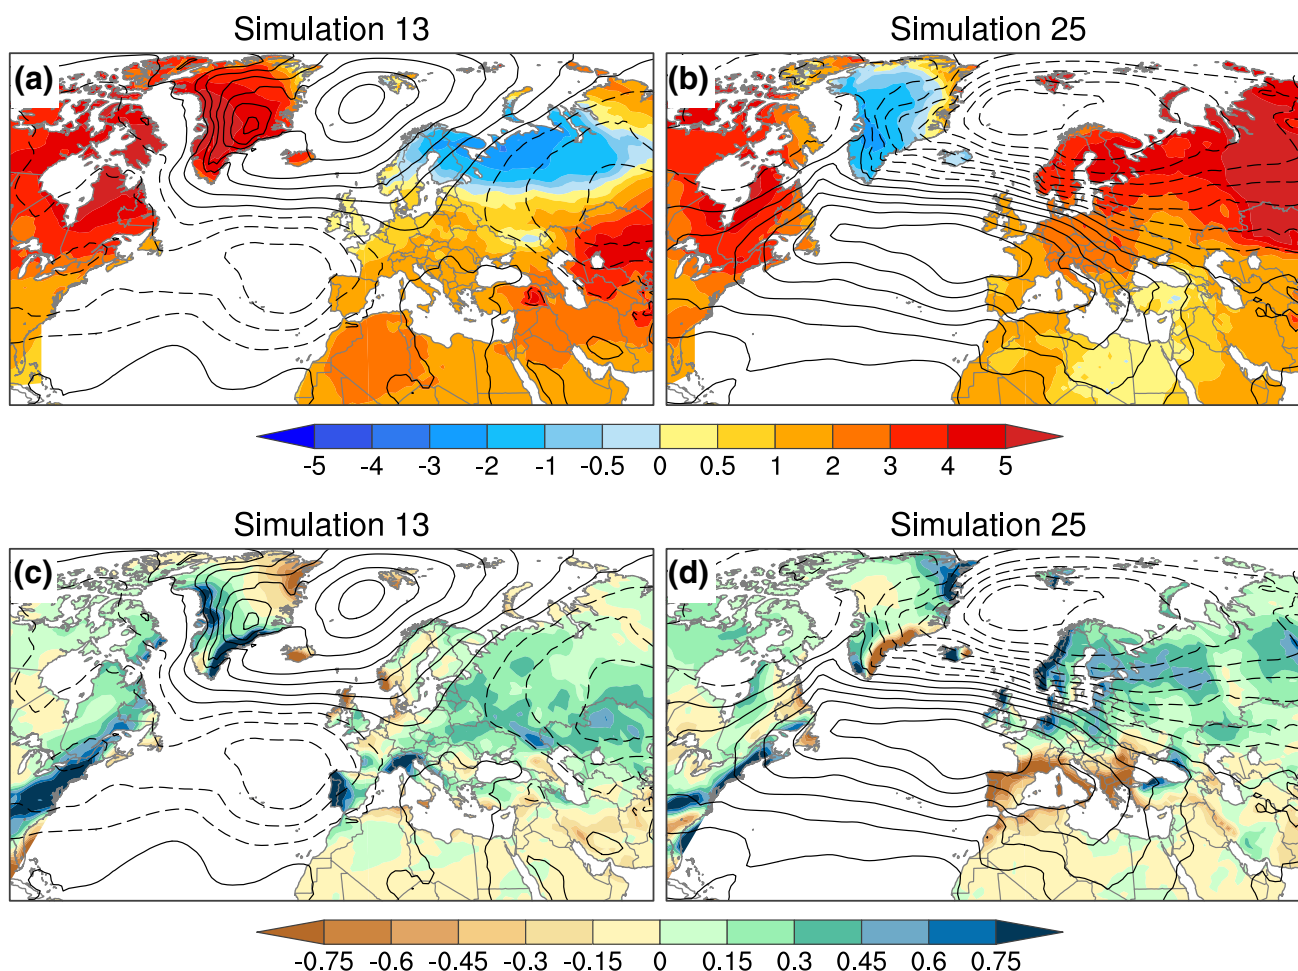 Simulation 13 Simulation 25
(a) (b)
-5 -4 -3 -2 -1 -0.5 0 0.5 1 2 3 4 5
Simulation 13 Simulation 25
(c) (d)
-0.75 -0.6 -0.45 -0.3 -0.15 0 0.15 0.3 0.45 0.6 0.75